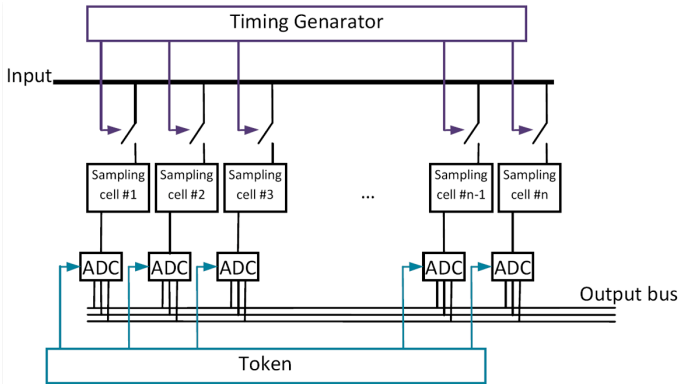 Timing Genarator
Input
Sampling
cell #1
Sampling
cell #2
Sampling
cell #3
...
Sampling
cell #n-1
Sampling
cell #n
ADC
ADC
ADC
ADC
ADC
Output bus
Token